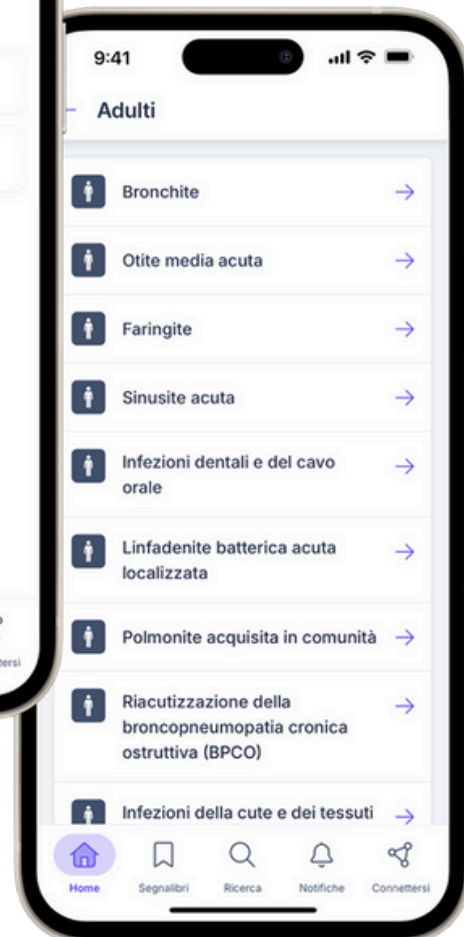 9:41
Adulti
Bronchite
Otite media acuta
Faringite
Sinusite acuta
Infezioni dentali e del cavo
orale
Linfadenite batterica acuta
localizzata
Polmonite acquisita in comunità
Riacutizzazione della
broncopneumopatia cronica
ostruttiva (BPCO)
Infezioni della cute e dei tessuti
Home
Segnalibri
Ricerca
Notifiche
Connettersi